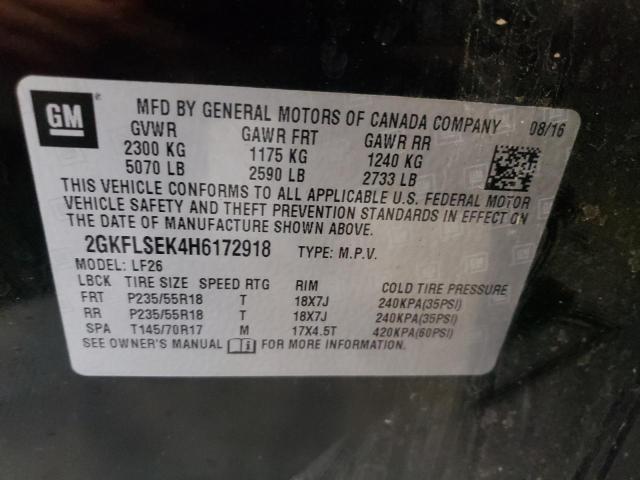 GM
MFD BY GENERAL MOTORS OF CANADA COMPANY 08/16
GVWR GAWR FRT GAWR RR
2300 KG 1175 KG 1240 KG
5070 LB 2590 LB 2733 LB
THIS VEHICLE CONFORMS TO ALL APPLICABLE U.S. FEDERAL MOTOR
VEHICLE SAFETY AND THEFT PREVENTION STANDARDS IN EFFECT ON
THE DATE OF MANUFACTURE SHOWN ABOVE.
2GKFLSEK4H6172918 TYPE: M.P.V.
MODEL: LF26
LBCK TIRE SIZE SPEED RTG RIM COLD TIRE PRESSURE
FRT P235/55R18 T 18X7J 240KPA(35PSI)
RR P235/55R18 T 18X7J 240KPA(35PSI)
SPA T145/70R17 M 17X4.5T 420KPA(60PSI)
SEE OWNER'S MANUAL FOR MORE INFORMATION.